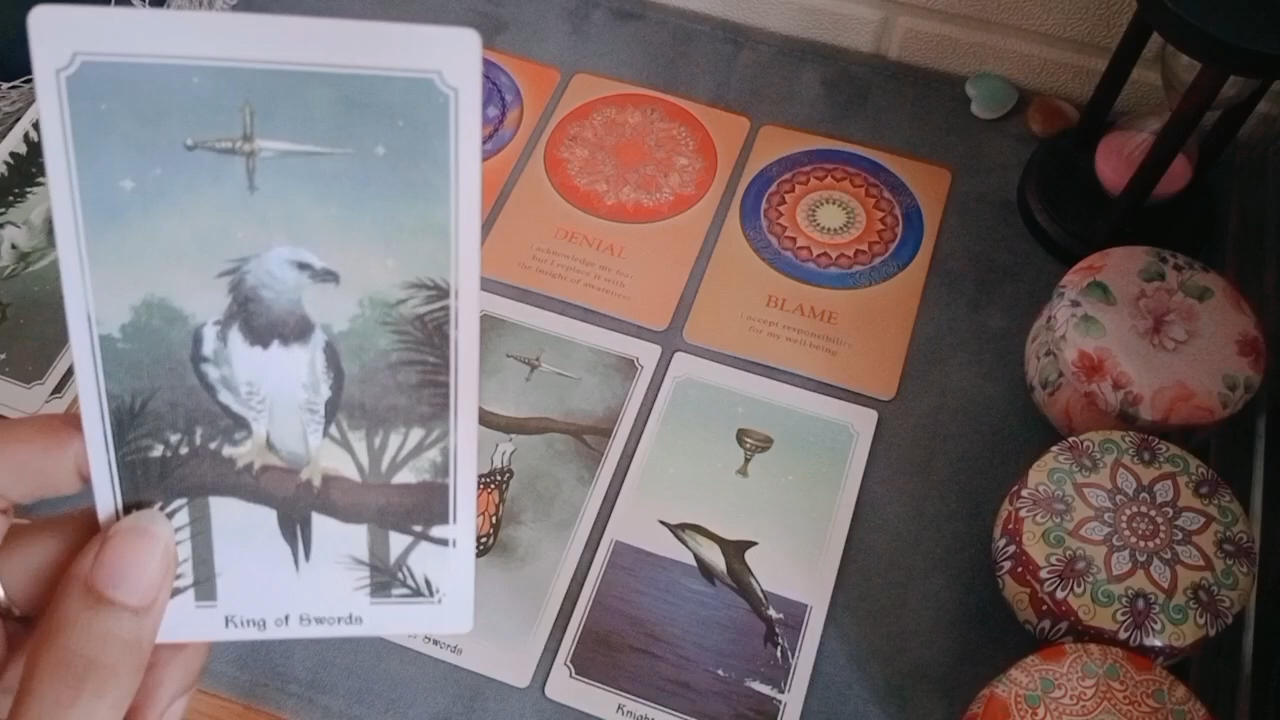 King of Swords
DENIAL
I acknowledge my fear
but I replace it with
the insight of awareness
BLAME
I accept responsibility
for my well-being
of Swords
Knight